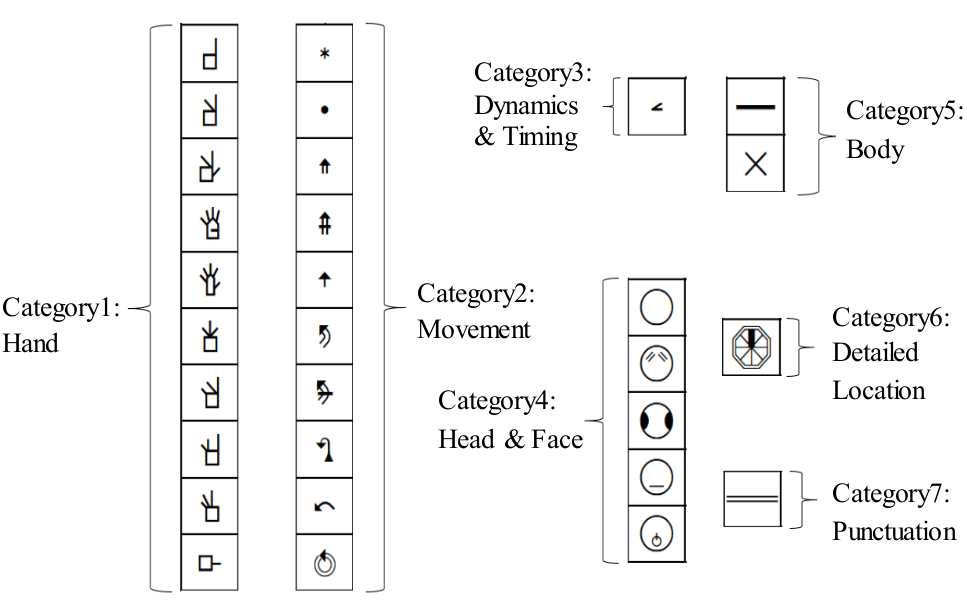 Category1:
Hand
Category2:
Movement
Category3:
Dynamics
& Timing
Category4:
Head & Face
Category5:
Body
Category6:
Detailed
Location
Category7:
Punctuation